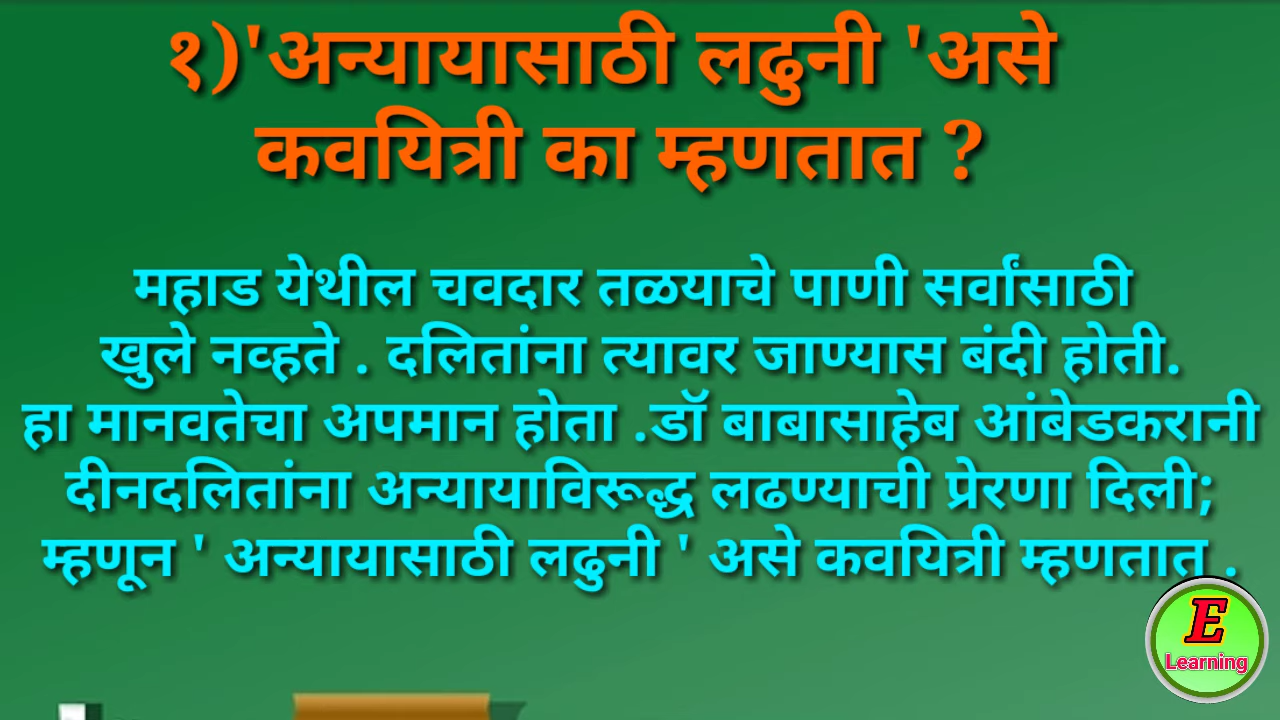 १)'अन्यायासाठी लढुनी 'असे
कवयित्री का म्हणतात ?
महाड येथील चवदार तळयाचे पाणी सर्वांसाठी
खुले नव्हते . दलितांना त्यावर जाण्यास बंदी होती.
हा मानवतेचा अपमान होता .डॉ बाबासाहेब आंबेडकरानी
दीनदलितांना अन्यायाविरूद्ध लढण्याची प्रेरणा दिली;
म्हणून ' अन्यायासाठी लढुनी ' असे कवयित्री म्हणतात .
E
Learning